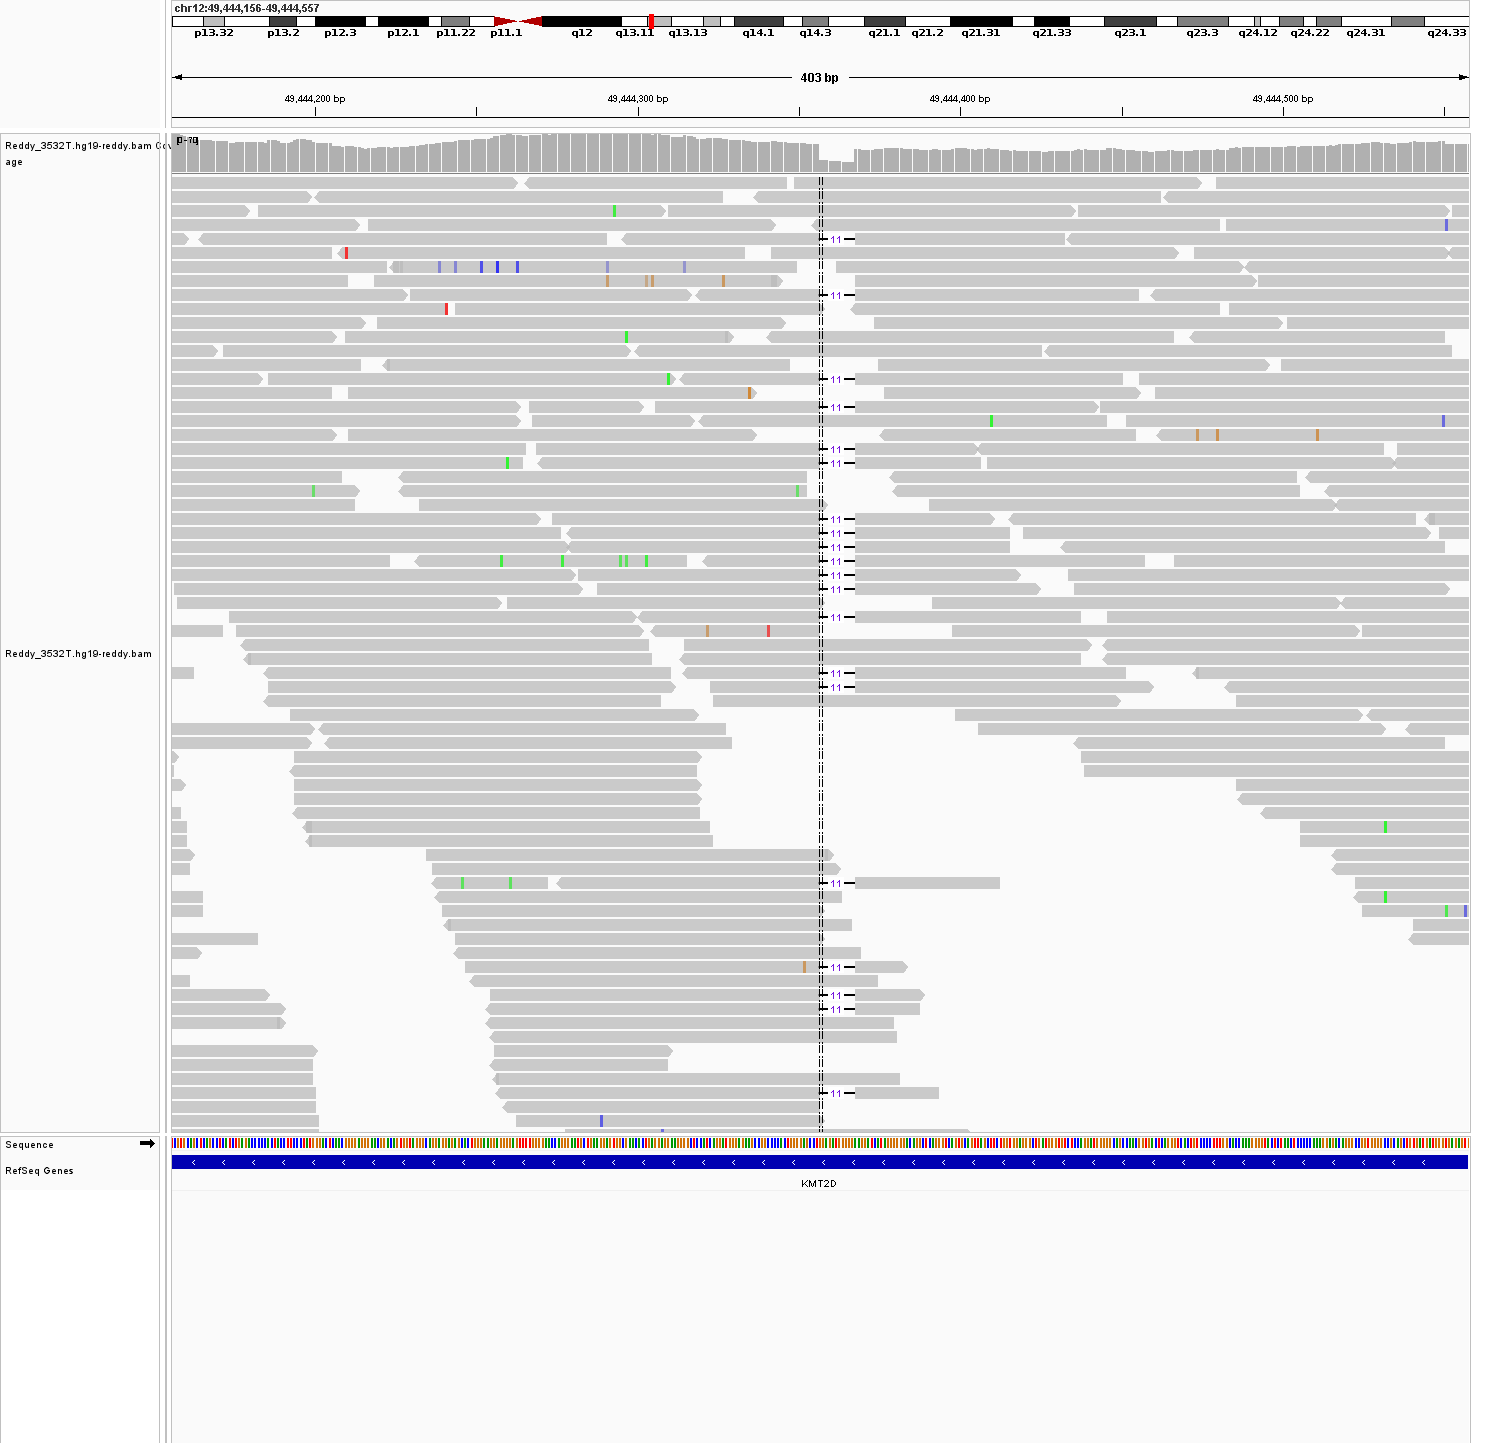 chr12:49,444,156-49,444,557
p13.32 p13.2 p12.3 p12.1 p11.22 p11.1 q12 q13.11 q13.13 q14.1 q14.3 q21.1 q21.2 q21.31 q21.33 q23.1 q23.3 q24.12 q24.22 q24.31 q24.33
403 bp
49,444,200 bp 49,444,300 bp 49,444,400 bp 49,444,500 bp
Reddy_3532T.hg19-reddy.bam Cov
age
11
11
11
11
11
11
11
11
11
11
11
11
11
Reddy_3532T.hg19-reddy.bam
11
11
11
11
11
11
11
Sequence
RefSeq Genes
KMT2D